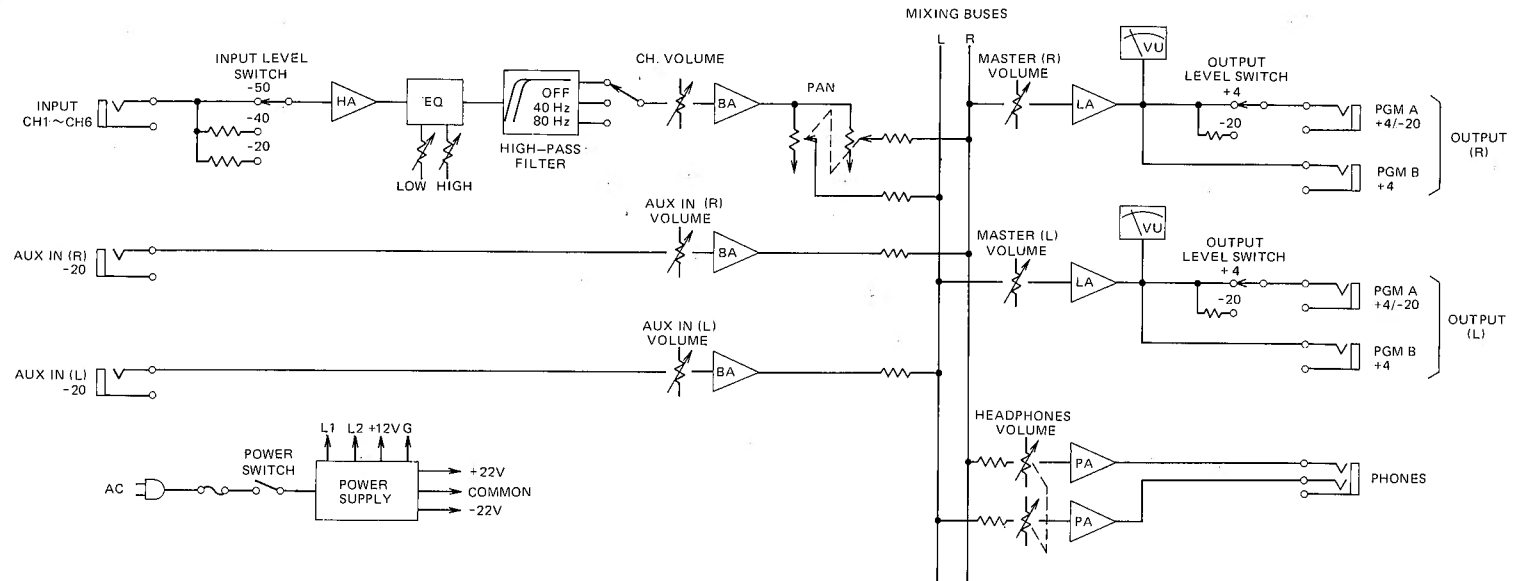 MIXING BUSES
L R
INPUT LEVEL
SWITCH
-50
-40
-20
INPUT
CH1~CH6
HA
EQ
LOW HIGH
OFF
40 Hz
80 Hz
HIGH-PASS
FILTER
CH. VOLUME
BA
PAN
MASTER (R)
VOLUME
LA
VU
OUTPUT
LEVEL SWITCH
+4
-20
PGM A
+4/-20
PGM B
+4
OUTPUT
(R)
AUX IN (R)
-20
AUX IN (R)
VOLUME
BA
MASTER (L)
VOLUME
LA
VU
OUTPUT
LEVEL SWITCH
+4
-20
PGM A
+4/-20
PGM B
+4
OUTPUT
(L)
AUX IN (L)
-20
AUX IN (L)
VOLUME
BA
HEADPHONES
VOLUME
PA
PA
PHONES
AC
POWER
SWITCH
L1 L2 +12V G
POWER
SUPPLY
+22V
COMMON
-22V